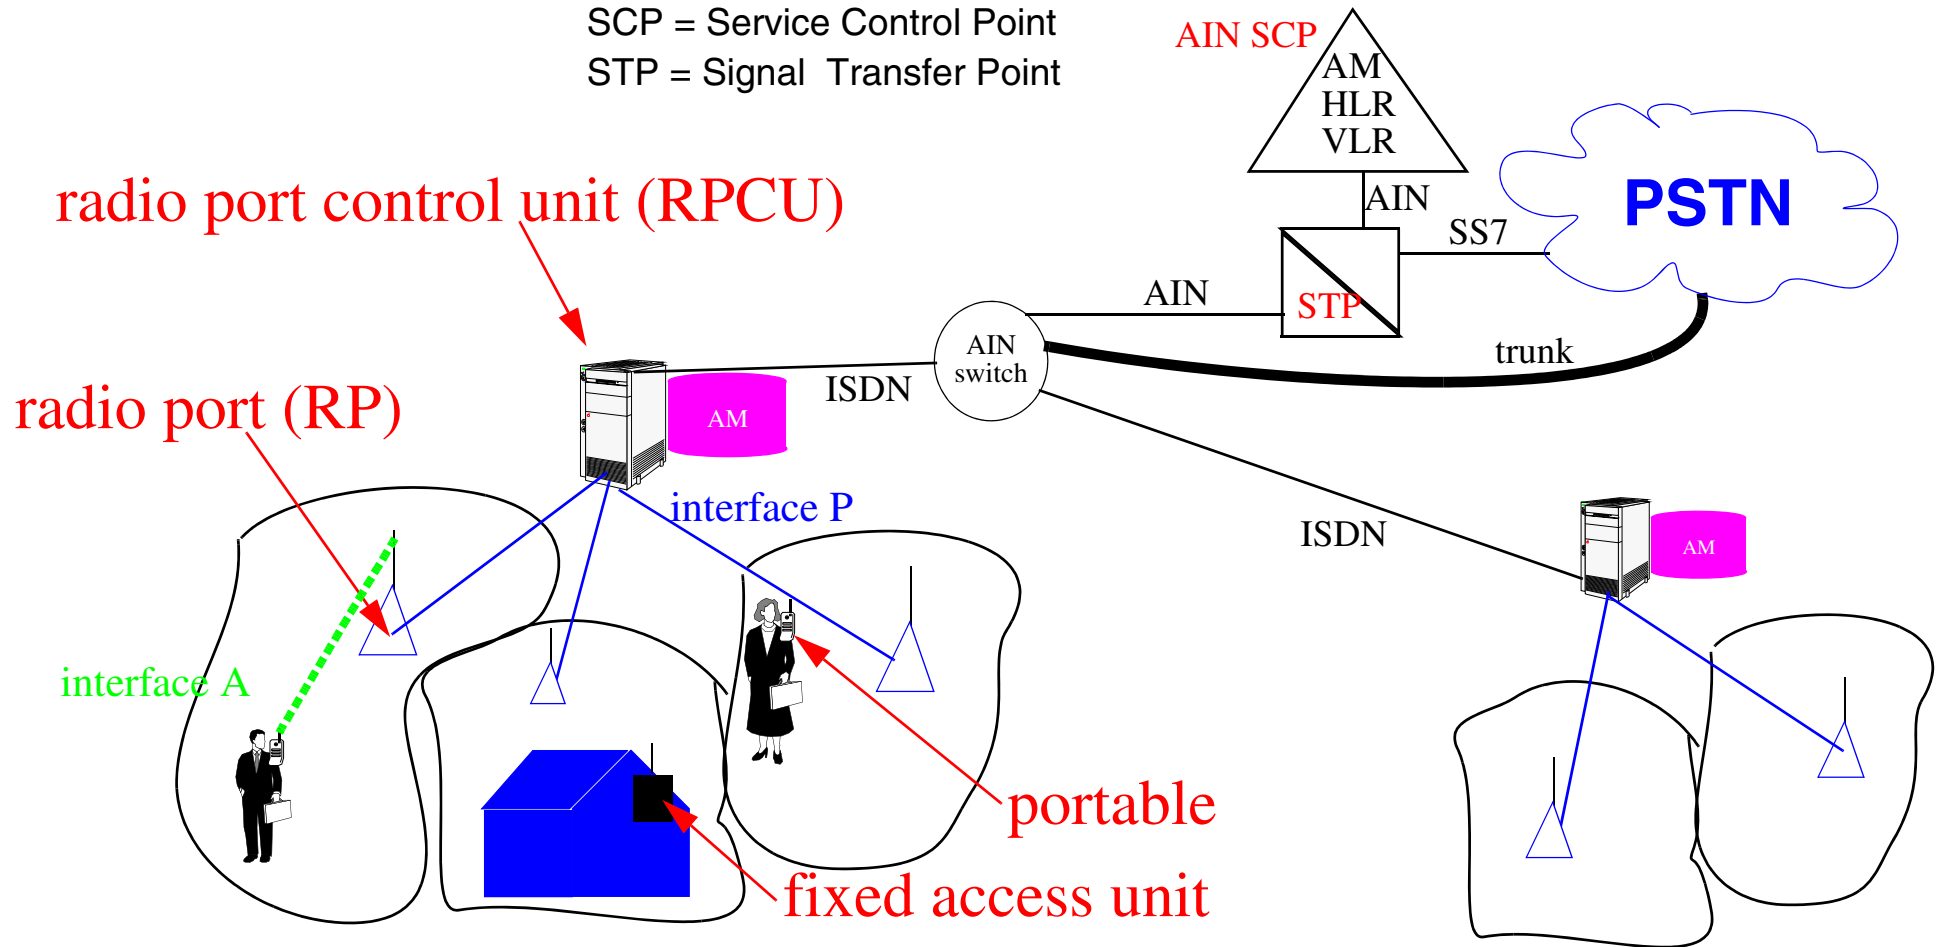 SCP = Service Control Point
STP = Signal Transfer Point
AIN SCP
AM
HLR
VLR
AIN
PSTN
SS7
radio port control unit (RPCU)
AIN
STP
trunk
AIN
switch
ISDN
AM
radio port (RP)
interface P
ISDN
AM
interface A
portable
fixed access unit